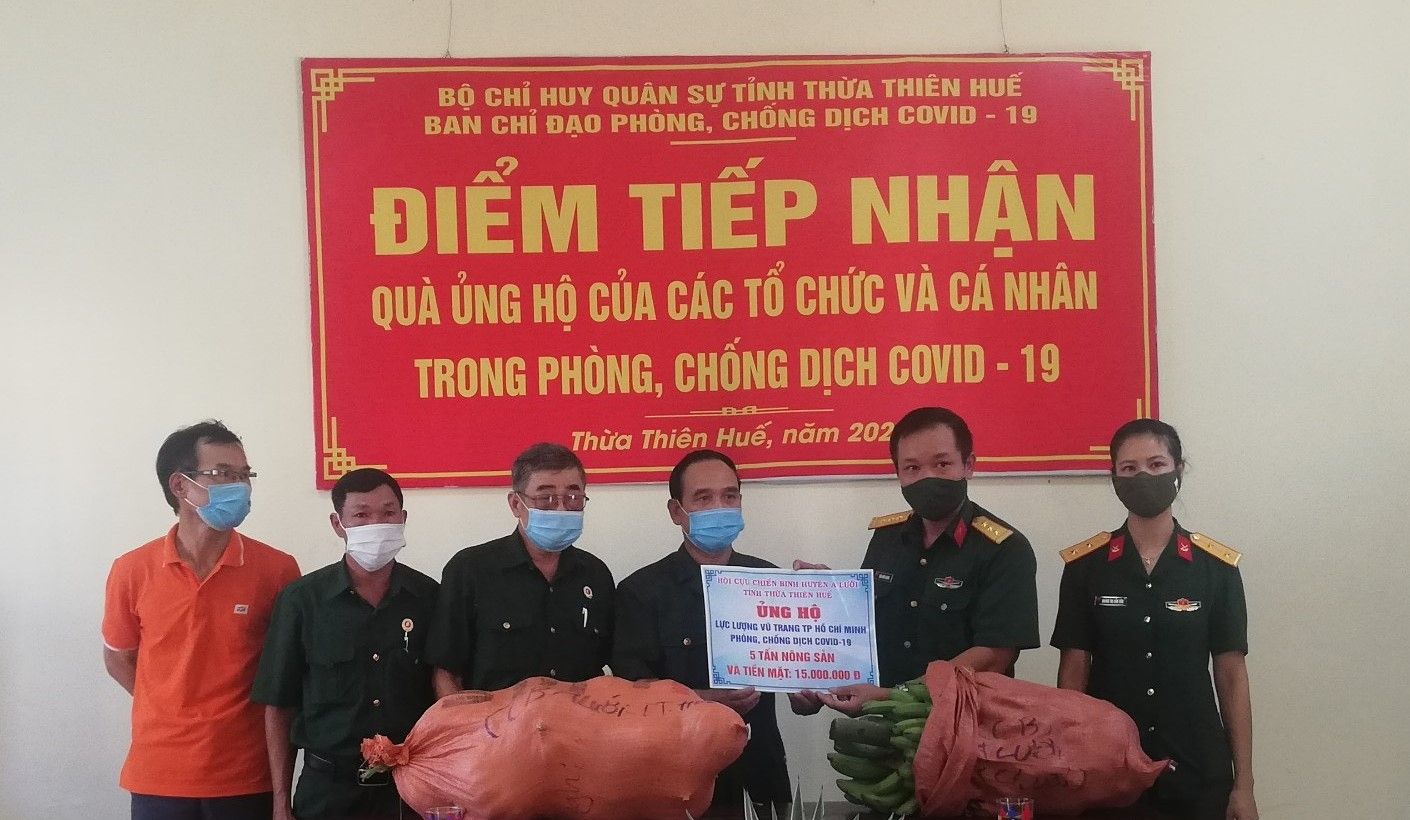 BỘ CHỈ HUY QUÂN SỰ TỈNH THỪA THIÊN HUẾ
BAN CHỈ ĐẠO PHÒNG, CHỐNG DỊCH COVID - 19
ĐIỂM TIẾP NHẬN
QUÀ ỦNG HỘ CỦA CÁC TỔ CHỨC VÀ CÁ NHÂN
TRONG PHÒNG, CHỐNG DỊCH COVID - 19
Thừa Thiên Huế, năm 202
HỘI CỰU CHIẾN BINH HUYỆN A LƯỚI
TỈNH THỪA THIÊN HUẾ
ỦNG HỘ
LỰC LƯỢNG VŨ TRANG TP HỒ CHÍ MINH
PHÒNG, CHỐNG DỊCH COVID-19
5 TẤN NÔNG SẢN
VÀ TIỀN MẶT: 15.000.000 Đ